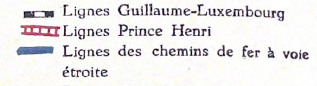 Lignes Guillaume-Luxembourg
Lignes Prince Henri
Lignes des chemins de fer à voie
étroite